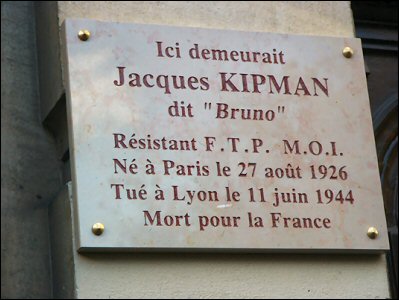 Ici demeurait
Jacques KIPMAN
dit "Bruno"
Résistant F.T.P. M.O.I.
Né à Paris le 27 août 1926
Tué à Lyon le 11 juin 1944
Mort pour la France